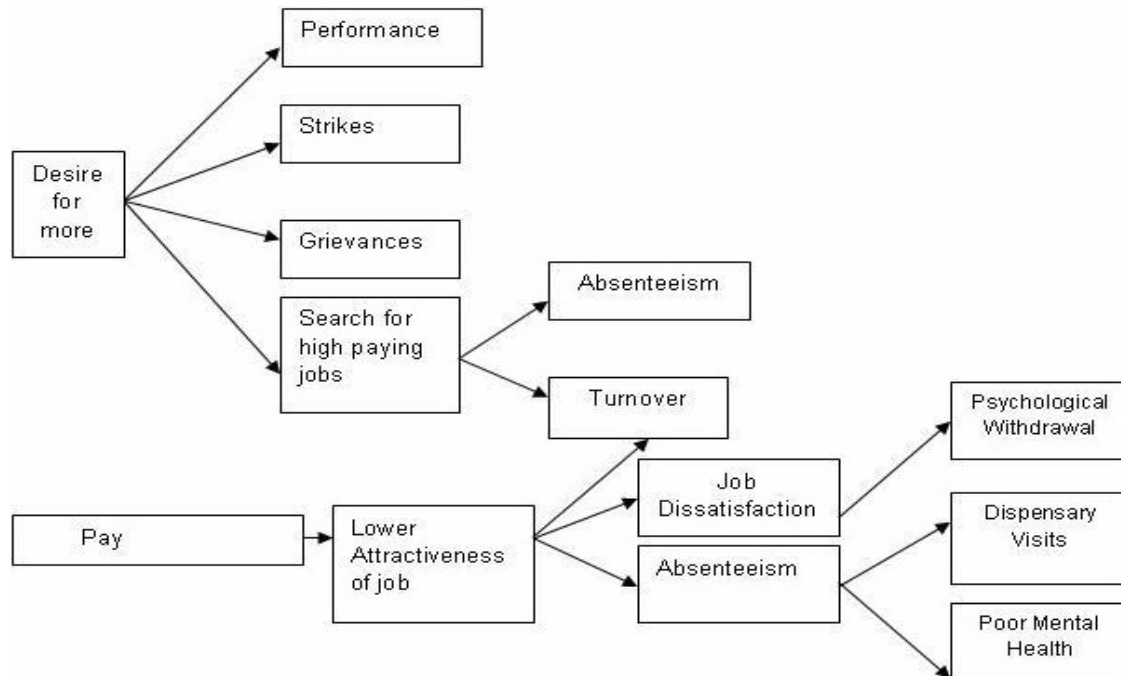 Performance
Strikes
Desire
for
more
Grievances
Search for
high paying
jobs
Absenteeism
Turnover
Psychological
Withdrawal
Job
Dissatisfaction
Pay
Lower
Attractiveness
of job
Absenteeism
Dispensary
Visits
Poor Mental
Health